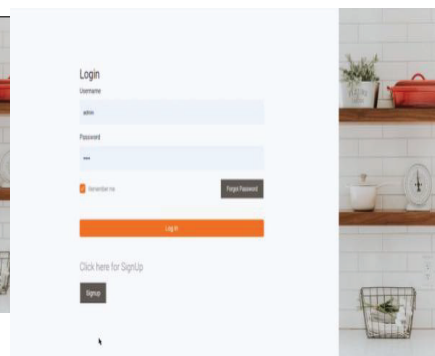 Login
Username
admin
Password
••••
Remember me
Forgot Password
Log in
Click here for SignUp
Signup